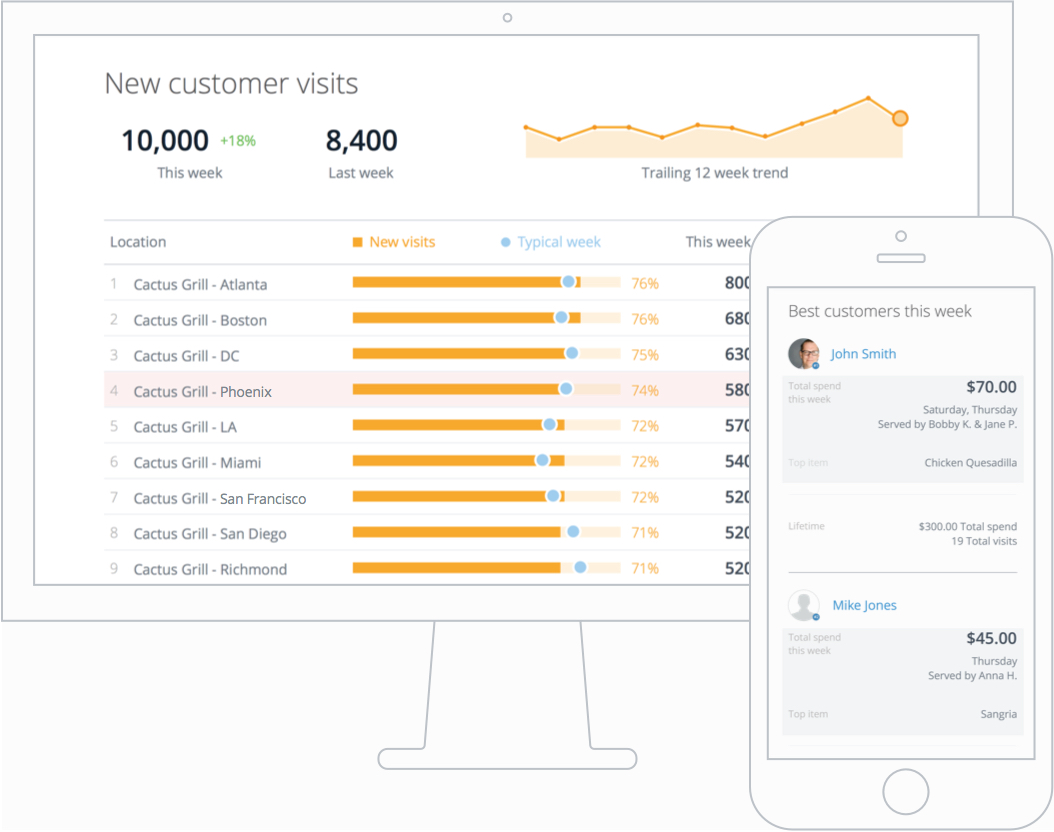 New customer visits
10,000 +18%
8,400
This week
Last week
Trailing 12 week trend
Location
New visits
Typical week
This week
1 Cactus Grill - Atlanta 76% 800
2 Cactus Grill - Boston 76% 680
3 Cactus Grill - DC 75% 630
4 Cactus Grill - Phoenix 74% 580
5 Cactus Grill - LA 72% 570
6 Cactus Grill - Miami 72% 540
7 Cactus Grill - San Francisco 72% 520
8 Cactus Grill - San Diego 71% 520
9 Cactus Grill - Richmond 71% 520
Best customers this week
John Smith
Total spend
this week
$70.00
Saturday, Thursday
Served by Bobby K. & Jane P.
Top item
Chicken Quesadilla
Lifetime
$300.00 Total spend
19 Total visits
Mike Jones
Total spend
this week
$45.00
Thursday
Served by Anna H.
Top item
Sangria